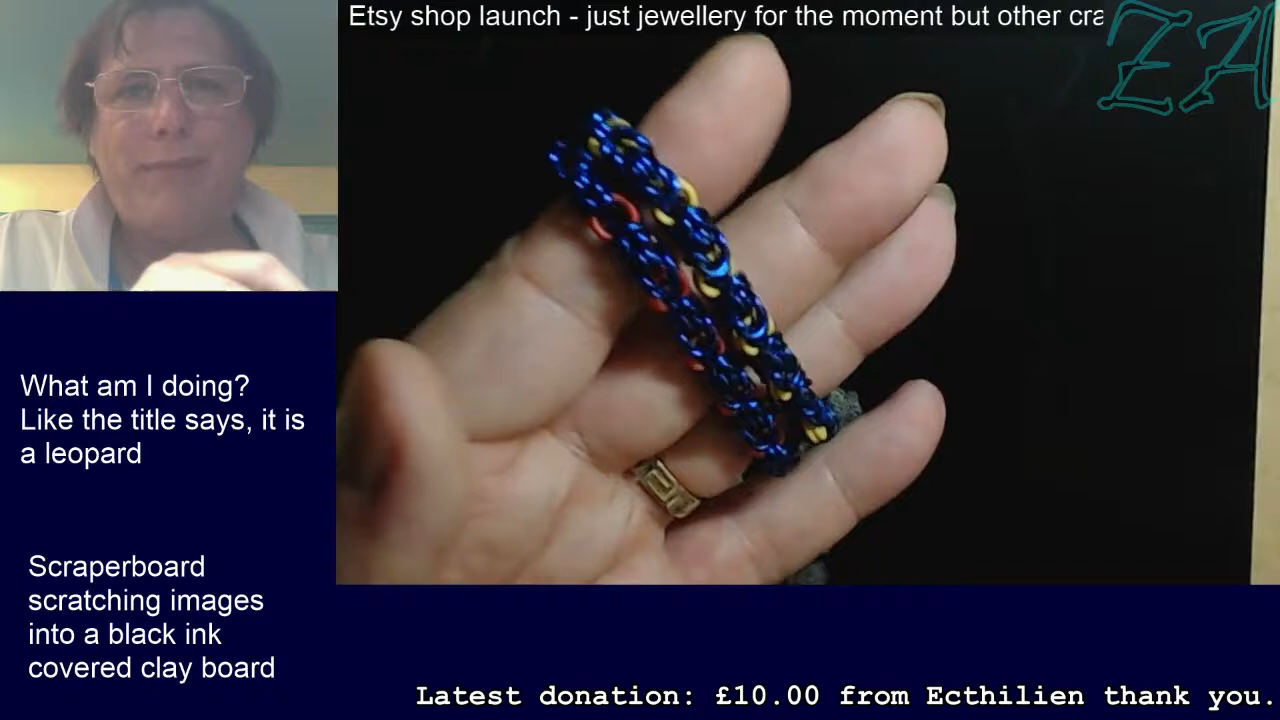 Etsy shop launch - just jewellery for the moment but other cra
ZA
What am I doing?
Like the title says, it is
a leopard
Scraperboard
scratching images
into a black ink
covered clay board
Latest donation: £10.00 from Ecthilien thank you.